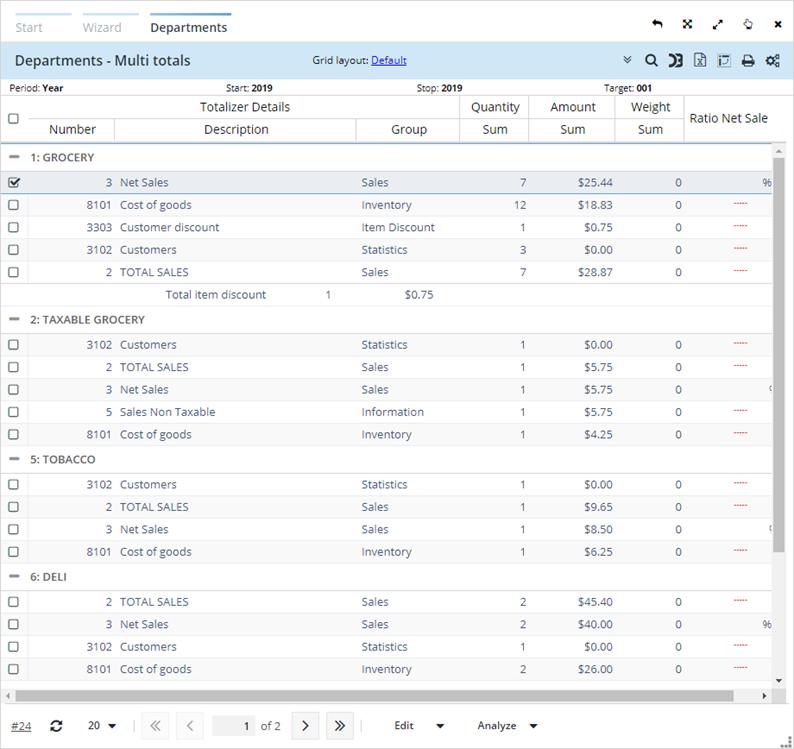 Start Wizard Departments
Departments - Multi totals Grid layout: Default
Period: Year Start: 2019 Stop: 2019 Target: 001
Totalizer Details Quantity Amount Weight Ratio Net Sale
Number Description Group Sum Sum Sum
1: GROCERY
3 Net Sales Sales 7 $25.44 0 %
8101 Cost of goods Inventory 12 $18.83 0 -----
3303 Customer discount Item Discount 1 $0.75 0 -----
3102 Customers Statistics 3 $0.00 0 -----
2 TOTAL SALES Sales 7 $28.87 0 -----
Total item discount 1 $0.75
2: TAXABLE GROCERY
3102 Customers Statistics 1 $0.00 0 -----
2 TOTAL SALES Sales 1 $5.75 0 -----
3 Net Sales Sales 1 $5.75 0
5 Sales Non Taxable Information 1 $5.75 0 -----
8101 Cost of goods Inventory 1 $4.25 0 -----
5: TOBACCO
3102 Customers Statistics 1 $0.00 0 -----
2 TOTAL SALES Sales 1 $9.65 0 -----
3 Net Sales Sales 1 $8.50 0
8101 Cost of goods Inventory 1 $6.25 0 -----
6: DELI
2 TOTAL SALES Sales 2 $45.40 0 -----
3 Net Sales Sales 2 $40.00 0 %
3102 Customers Statistics 1 $0.00 0 -----
8101 Cost of goods Inventory 2 $26.00 0 -----
#24 20 1 of 2 Edit Analyze